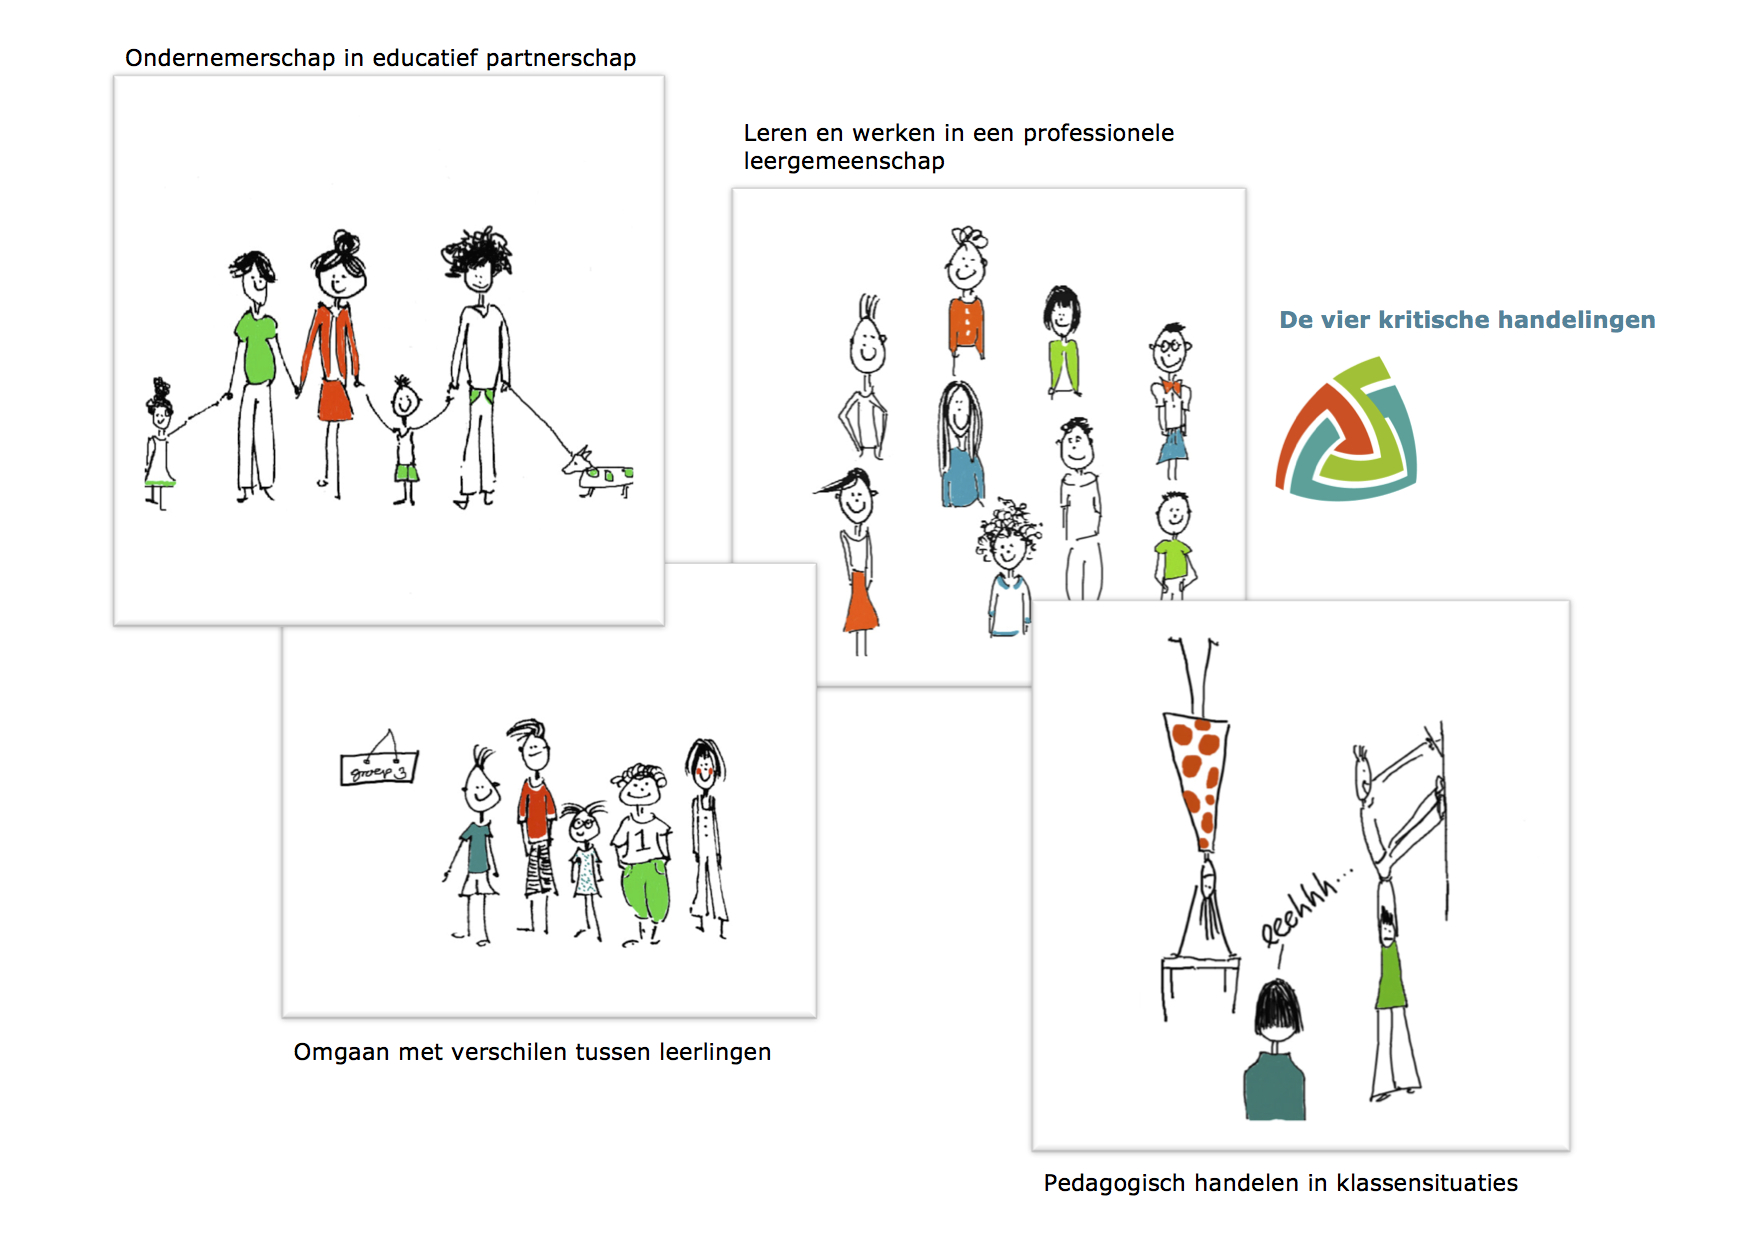 Ondernemerschap in educatief partnerschap
Leren en werken in een professionele
leergemeenschap
De vier kritische handelingen
groep 3
1
eeehhh...
Omgaan met verschilen tussen leerlingen
Pedagogisch handelen in klassensituaties